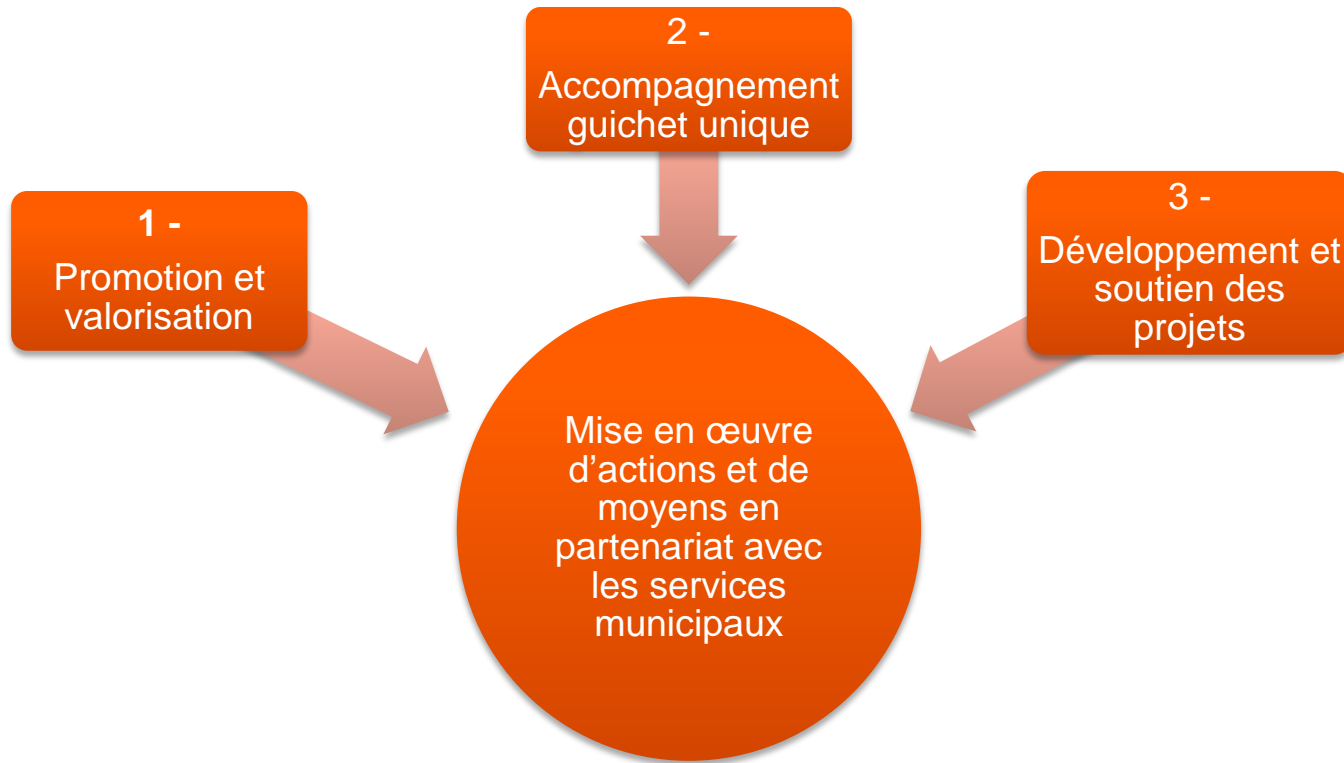 1 -
Promotion et
valorisation
2 -
Accompagnement
guichet unique
3 -
Développement et
soutien des
projets
Mise en œuvre
d’actions et de
moyens en
partenariat avec
les services
municipaux